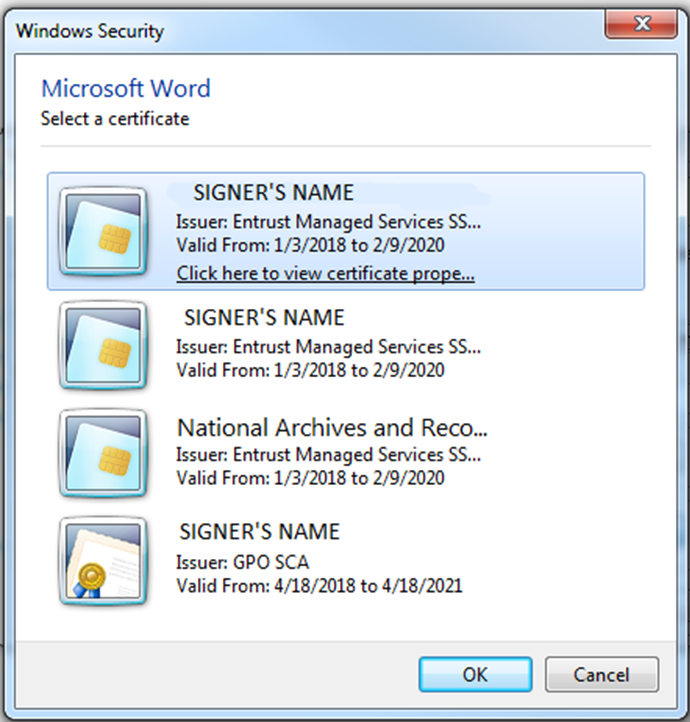 Windows Security
Microsoft Word
Select a certificate
SIGNER'S NAME
Issuer: Entrust Managed Services SS...
Valid From: 1/3/2018 to 2/9/2020
Click here to view certificate prope...
SIGNER'S NAME
Issuer: Entrust Managed Services SS...
Valid From: 1/3/2018 to 2/9/2020
National Archives and Reco...
Issuer: Entrust Managed Services SS...
Valid From: 1/3/2018 to 2/9/2020
SIGNER'S NAME
Issuer: GPO SCA
Valid From: 4/18/2018 to 4/18/2021
OK
Cancel